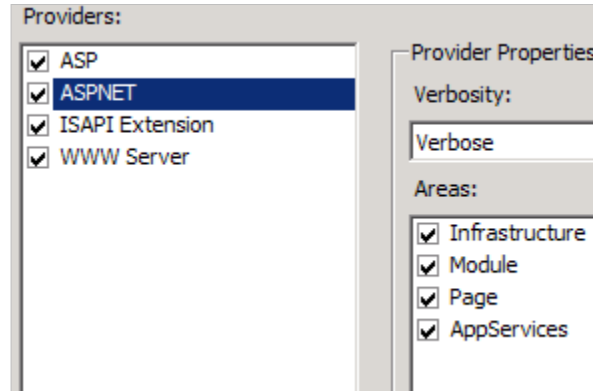 Providers:
ASP
ASPNET
ISAPI Extension
WWW Server
Provider Properties
Verbosity:
Verbose
Areas:
Infrastructure
Module
Page
AppServices